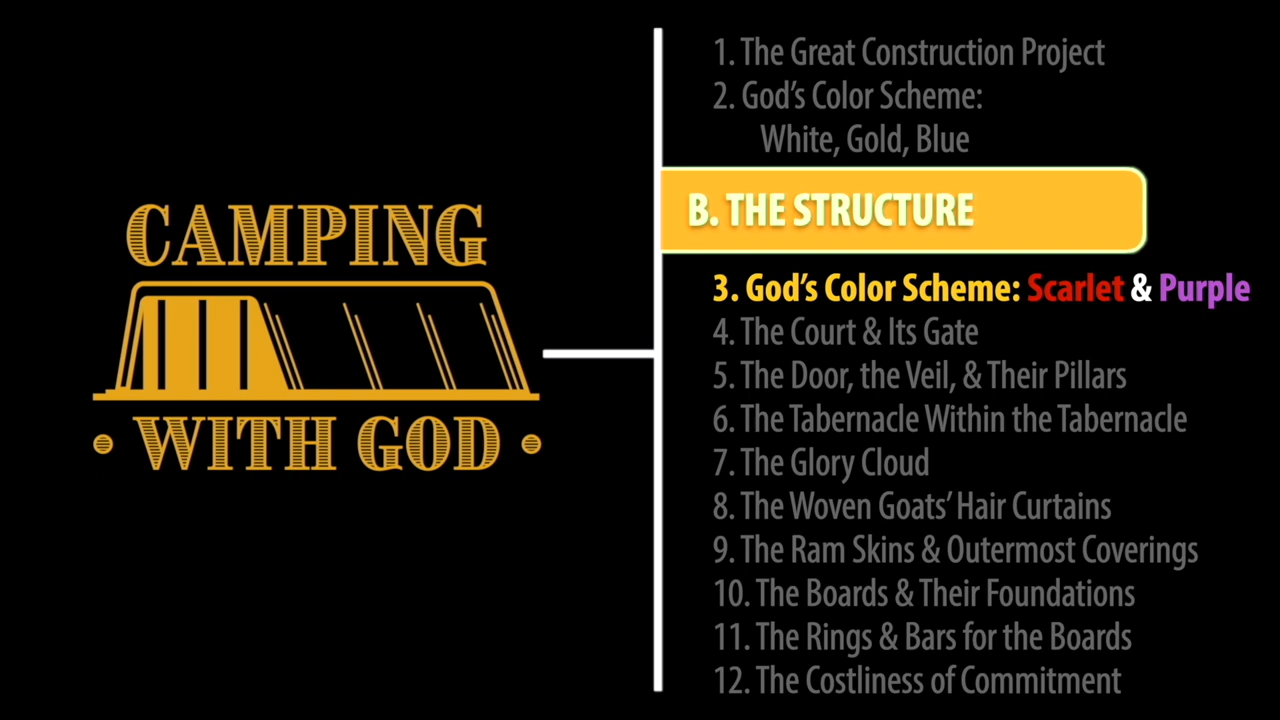 CAMPING
• WITH GOD •
1. The Great Construction Project
2. God's Color Scheme:
White, Gold, Blue
B. THE STRUCTURE
3. God's Color Scheme: Scarlet & Purple
4. The Court & Its Gate
5. The Door, the Veil, & Their Pillars
6. The Tabernacle Within the Tabernacle
7. The Glory Cloud
8. The Woven Goats' Hair Curtains
9. The Ram Skins & Outermost Coverings
10. The Boards & Their Foundations
11. The Rings & Bars for the Boards
12. The Costliness of Commitment